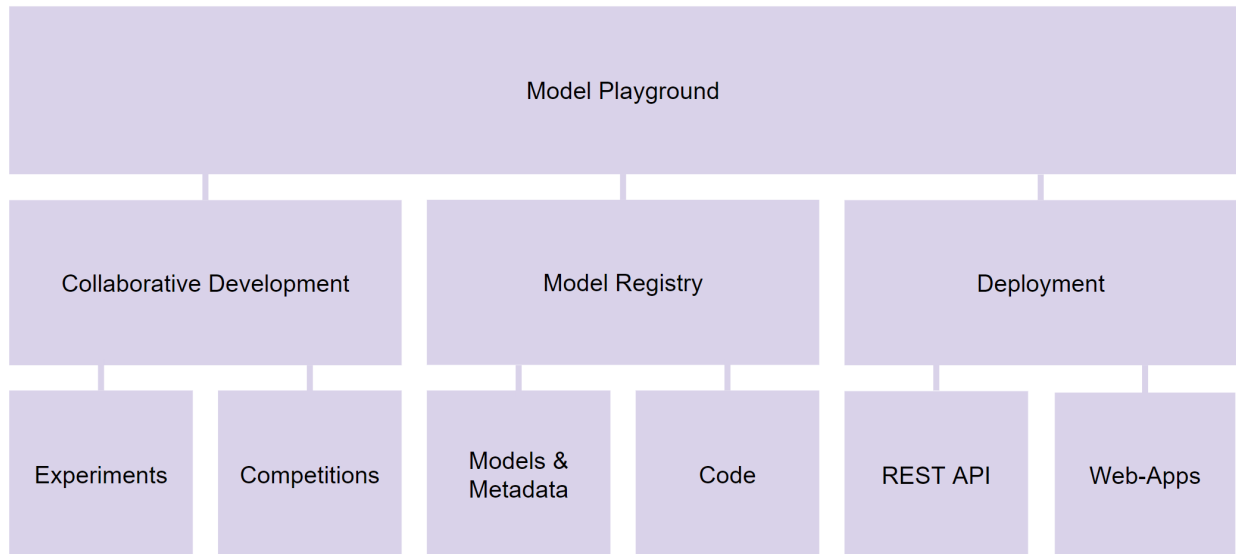 Model Playground
Collaborative Development
Model Registry
Deployment
Experiments
Competitions
Models &
Metadata
Code
REST API
Web-Apps